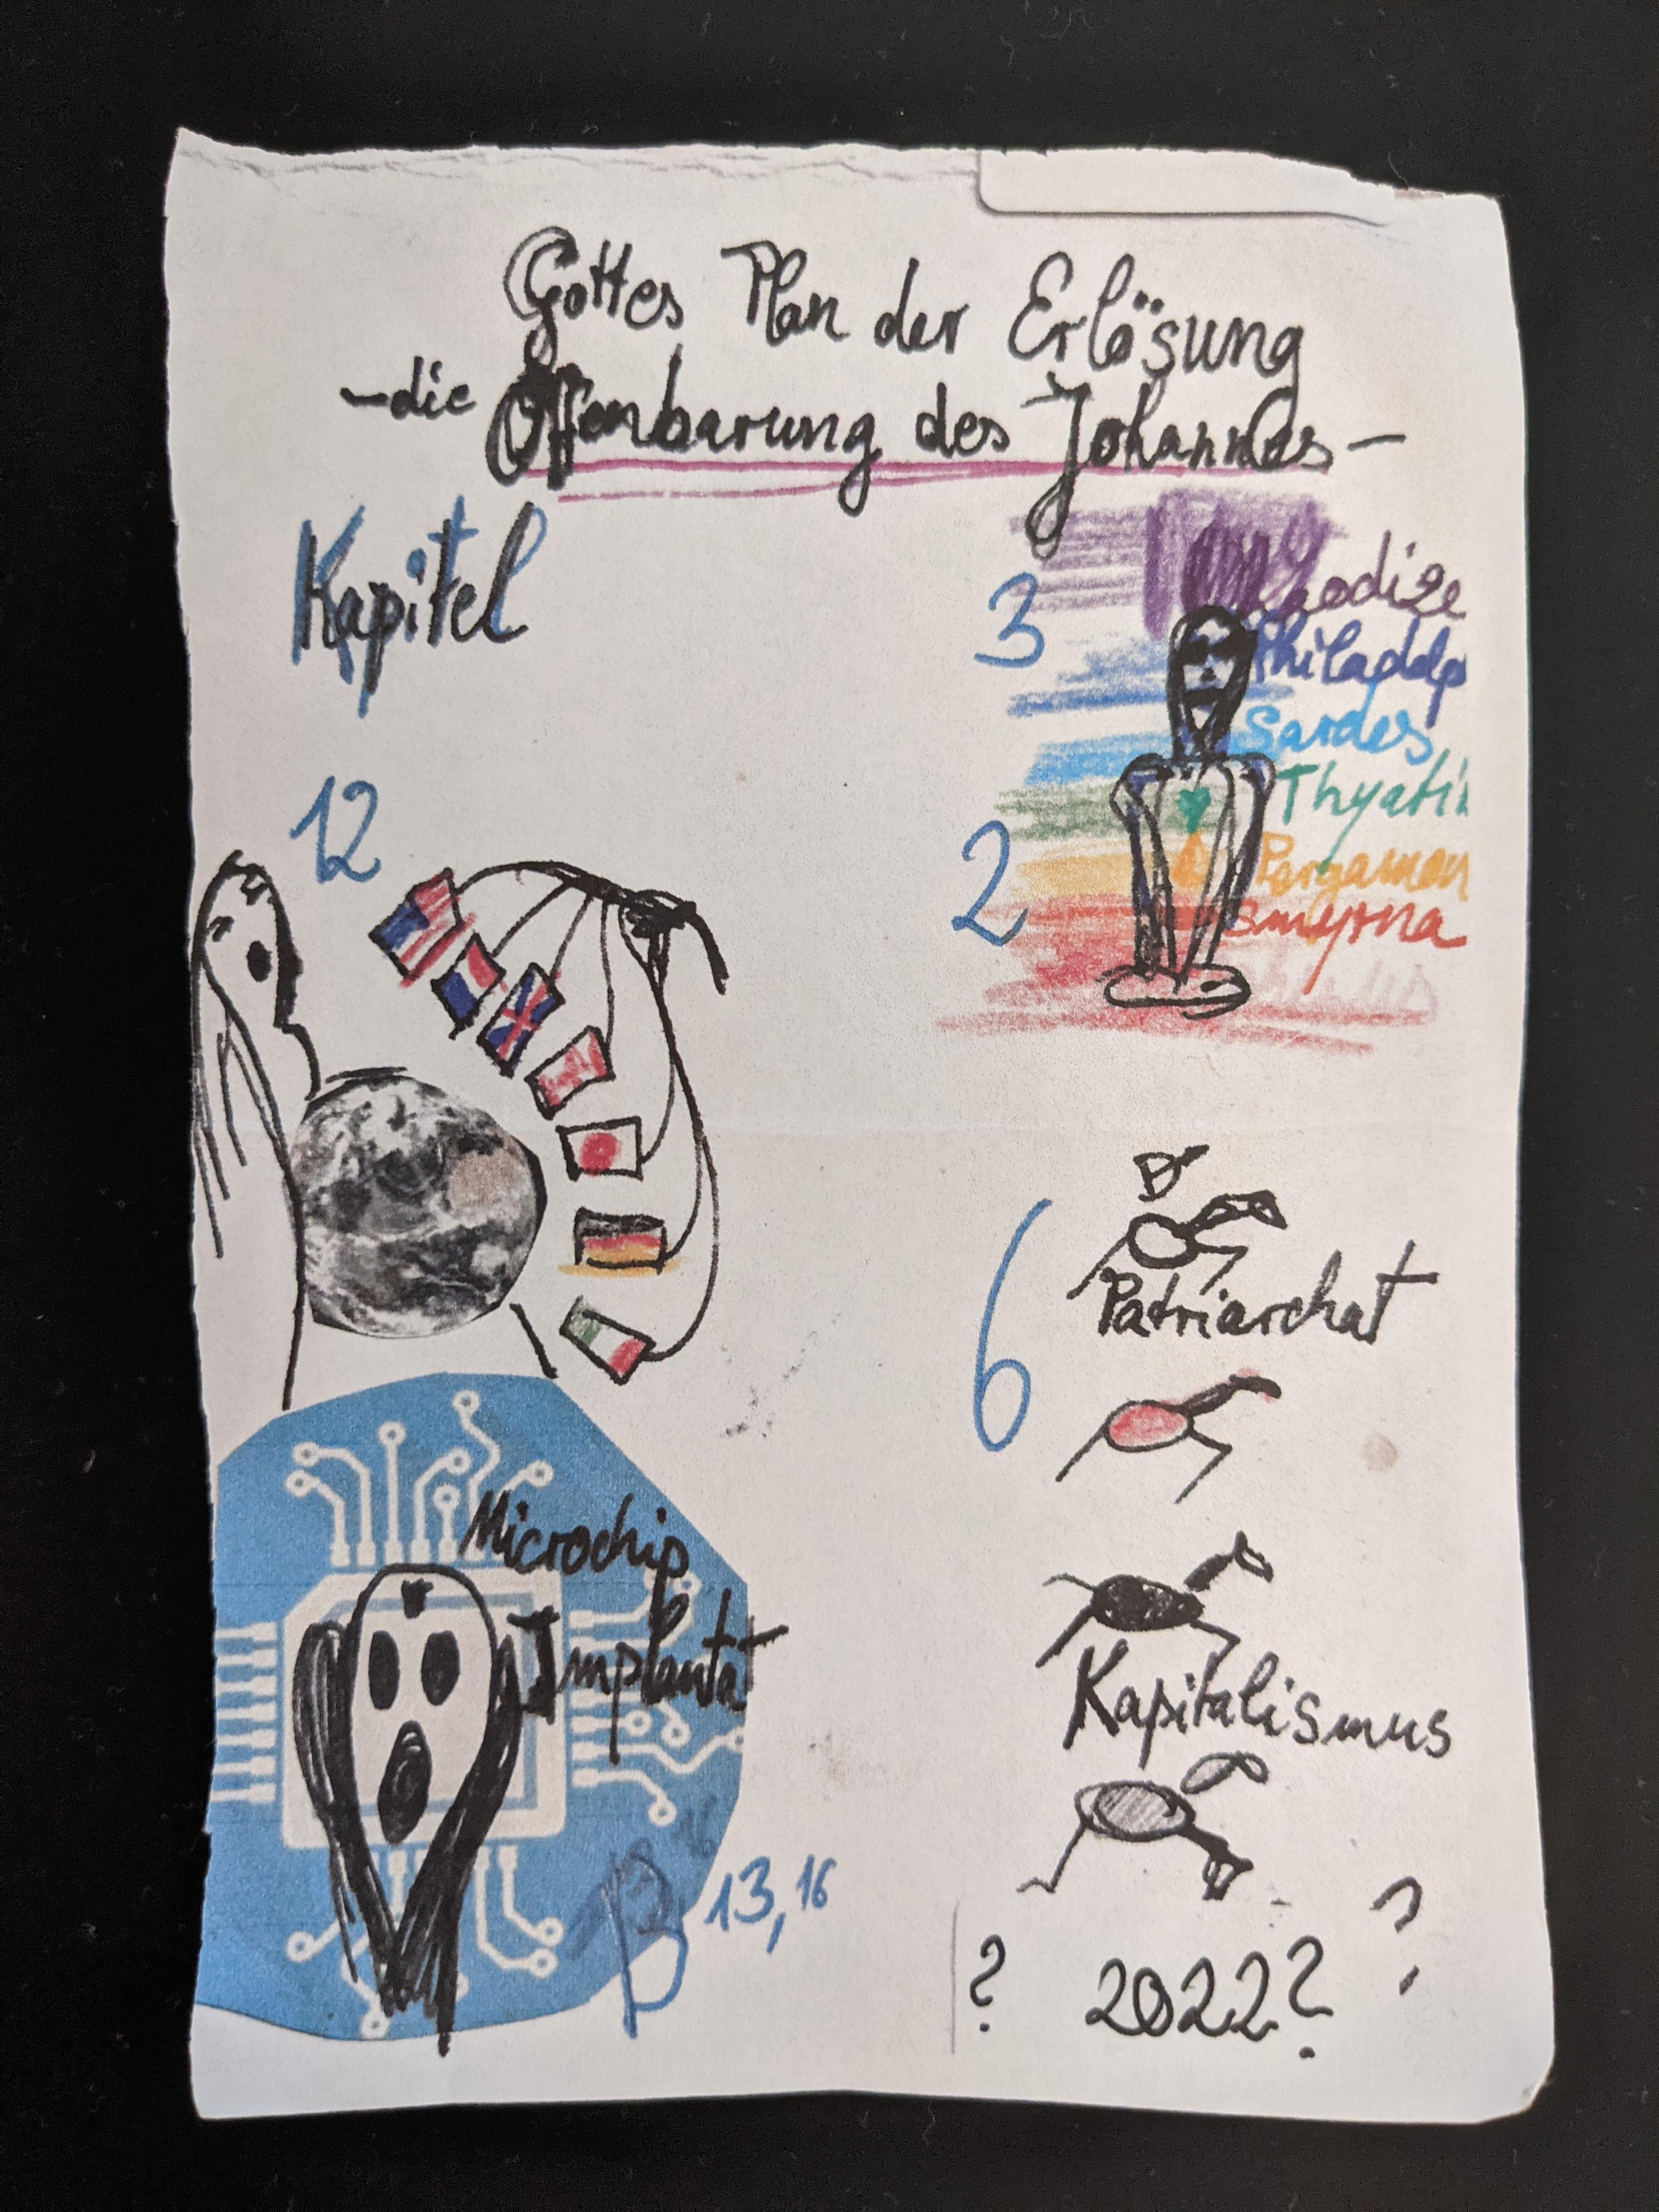 Gottes Plan der Erlösung
-die Offenbarung des Johannes-
Kapitel
3
Laodize
Philadelp
Sardes
Thyatir
2
Pergamon
Smyrna
12
6
Patriarchat
Kapitalismus
Microchip
Implantat
13,16
? 2022? ?